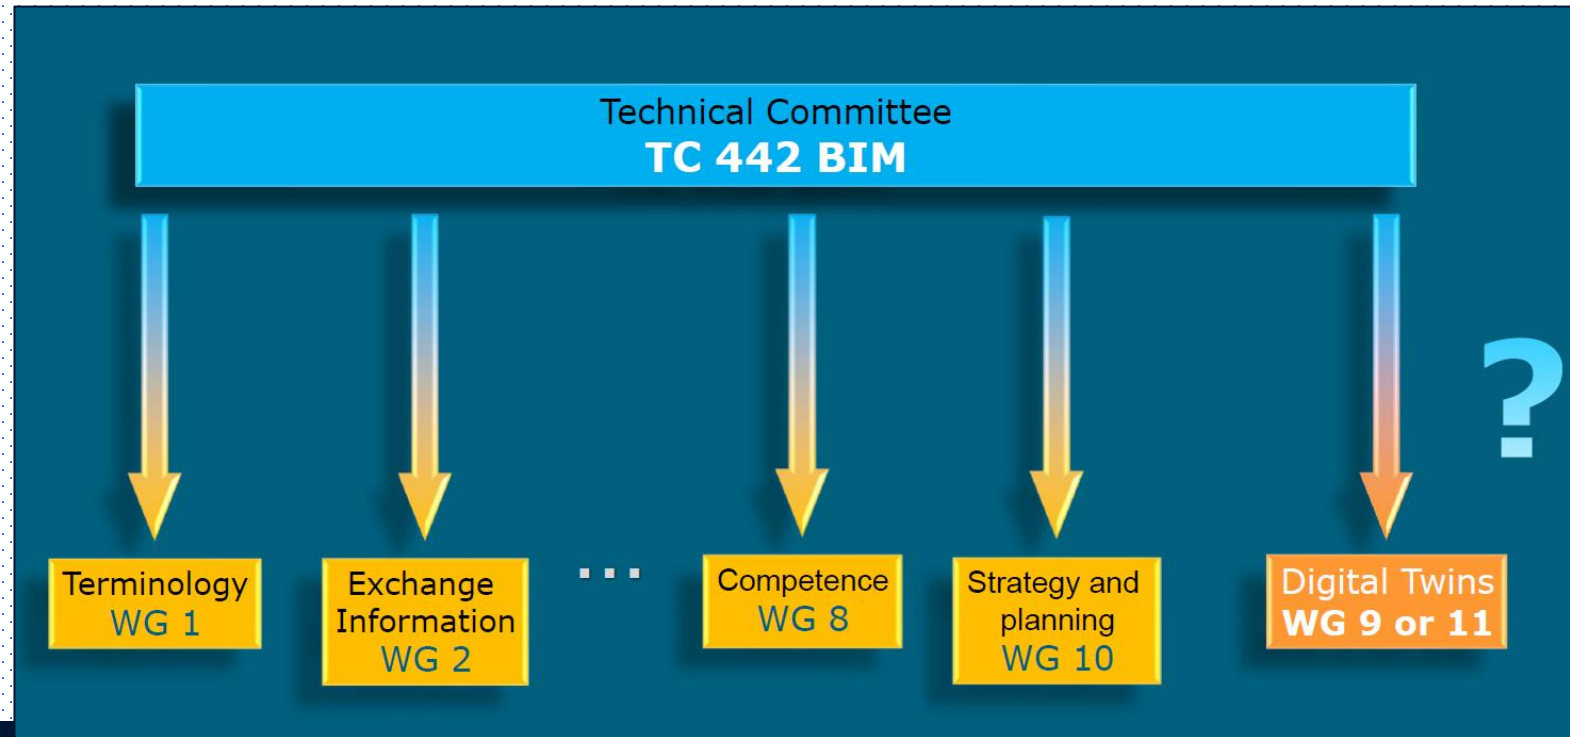 Technical Committee
TC 442 BIM
?
Terminology
WG 1
Exchange
Information
WG 2
...
Competence
WG 8
Strategy and
planning
WG 10
Digital Twins
WG 9 or 11